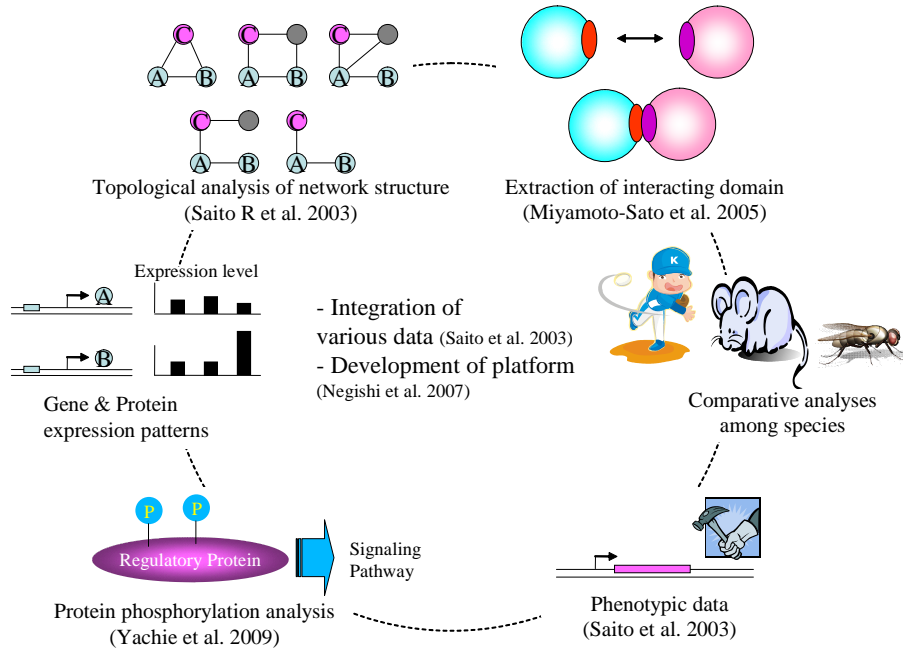 C
C
C
A B
A B
A B
C
C
A B
A B
Topological analysis of network structure
(Saito R et al. 2003)
Extraction of interacting domain
(Miyamoto-Sato et al. 2005)
Expression level
A
B
Gene & Protein
expression patterns
- Integration of
various data (Saito et al. 2003)
- Development of platform
(Negishi et al. 2007)
K
Comparative analyses
among species
P
P
Regulatory Protein
Signaling
Pathway
Protein phosphorylation analysis
(Yachie et al. 2009)
Phenotypic data
(Saito et al. 2003)